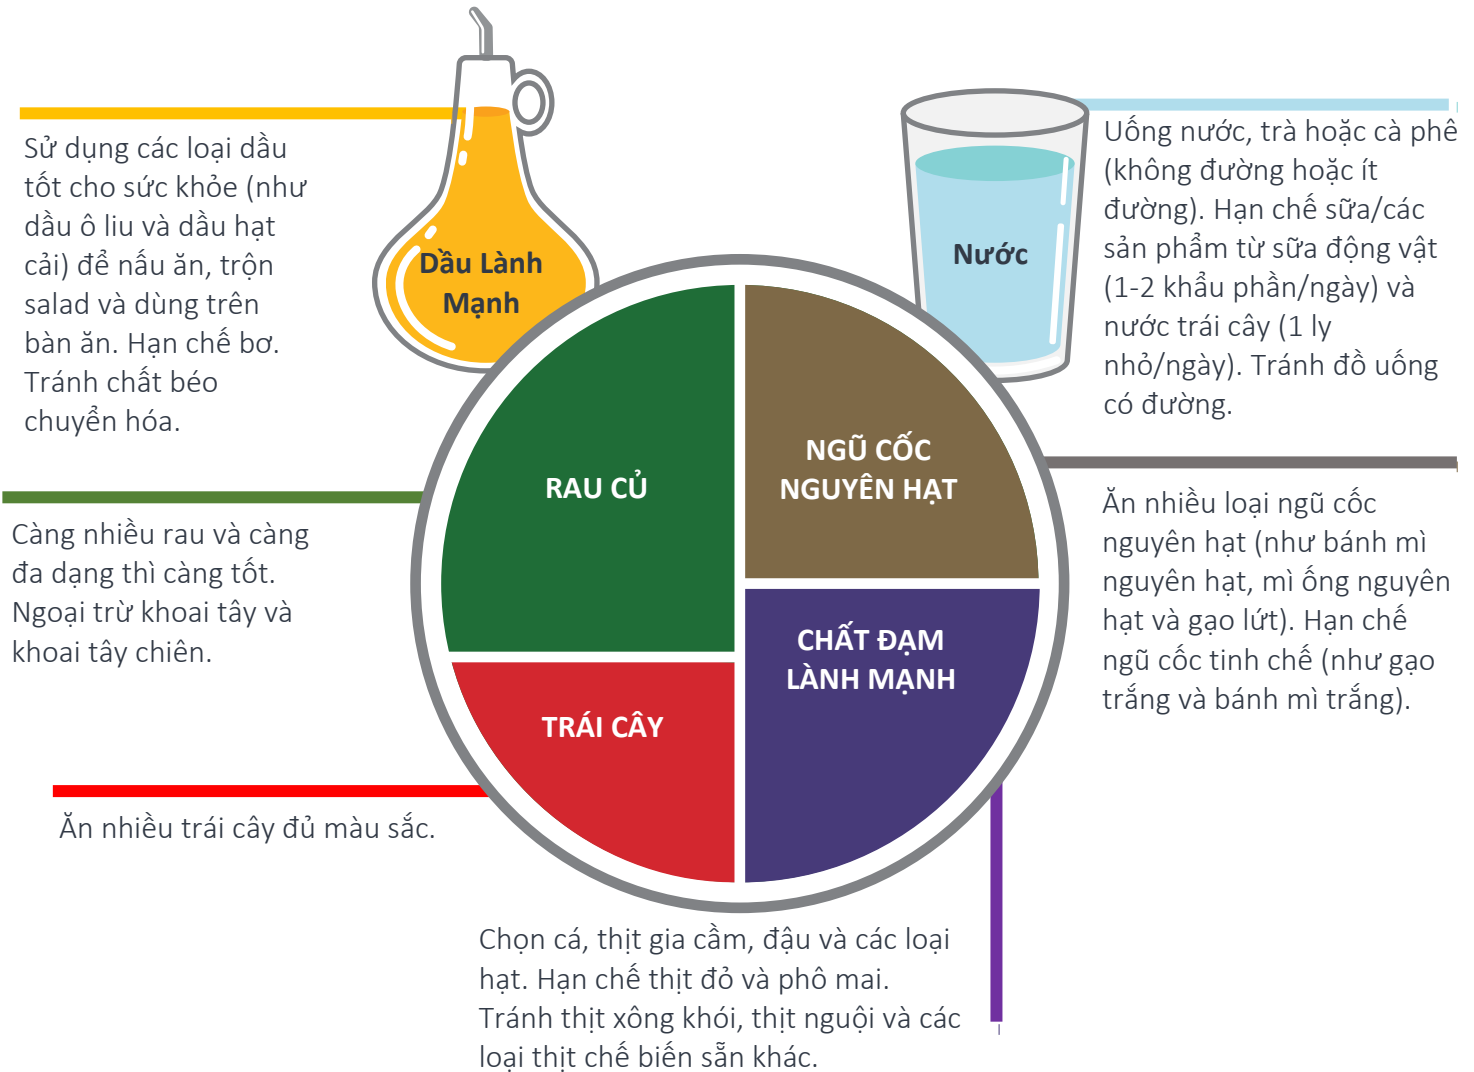 Sử dụng các loại dầu
tốt cho sức khỏe (như
dầu ô liu và dầu hạt
cải) để nấu ăn, trộn
salad và dùng trên
bàn ăn. Hạn chế bơ.
Tránh chất béo
chuyển hóa.
Dầu Lành
Mạnh
Nước
Uống nước, trà hoặc cà phê
(không đường hoặc ít
đường). Hạn chế sữa/các
sản phẩm từ sữa động vật
(1-2 khẩu phần/ngày) và
nước trái cây (1 ly
nhỏ/ngày). Tránh đồ uống
có đường.
RAU CỦ
NGŨ CỐC
NGUYÊN HẠT
Càng nhiều rau và càng
đa dạng thì càng tốt.
Ngoại trừ khoai tây và
khoai tây chiên.
Ăn nhiều loại ngũ cốc
nguyên hạt (như bánh mì
nguyên hạt, mì ống nguyên
hạt và gạo lứt). Hạn chế
ngũ cốc tinh chế (như gạo
trắng và bánh mì trắng).
TRÁI CÂY
CHẤT ĐẠM
LÀNH MẠNH
Ăn nhiều trái cây đủ màu sắc.
Chọn cá, thịt gia cầm, đậu và các loại
hạt. Hạn chế thịt đỏ và phô mai.
Tránh thịt xông khói, thịt nguội và các
loại thịt chế biến sẵn khác.